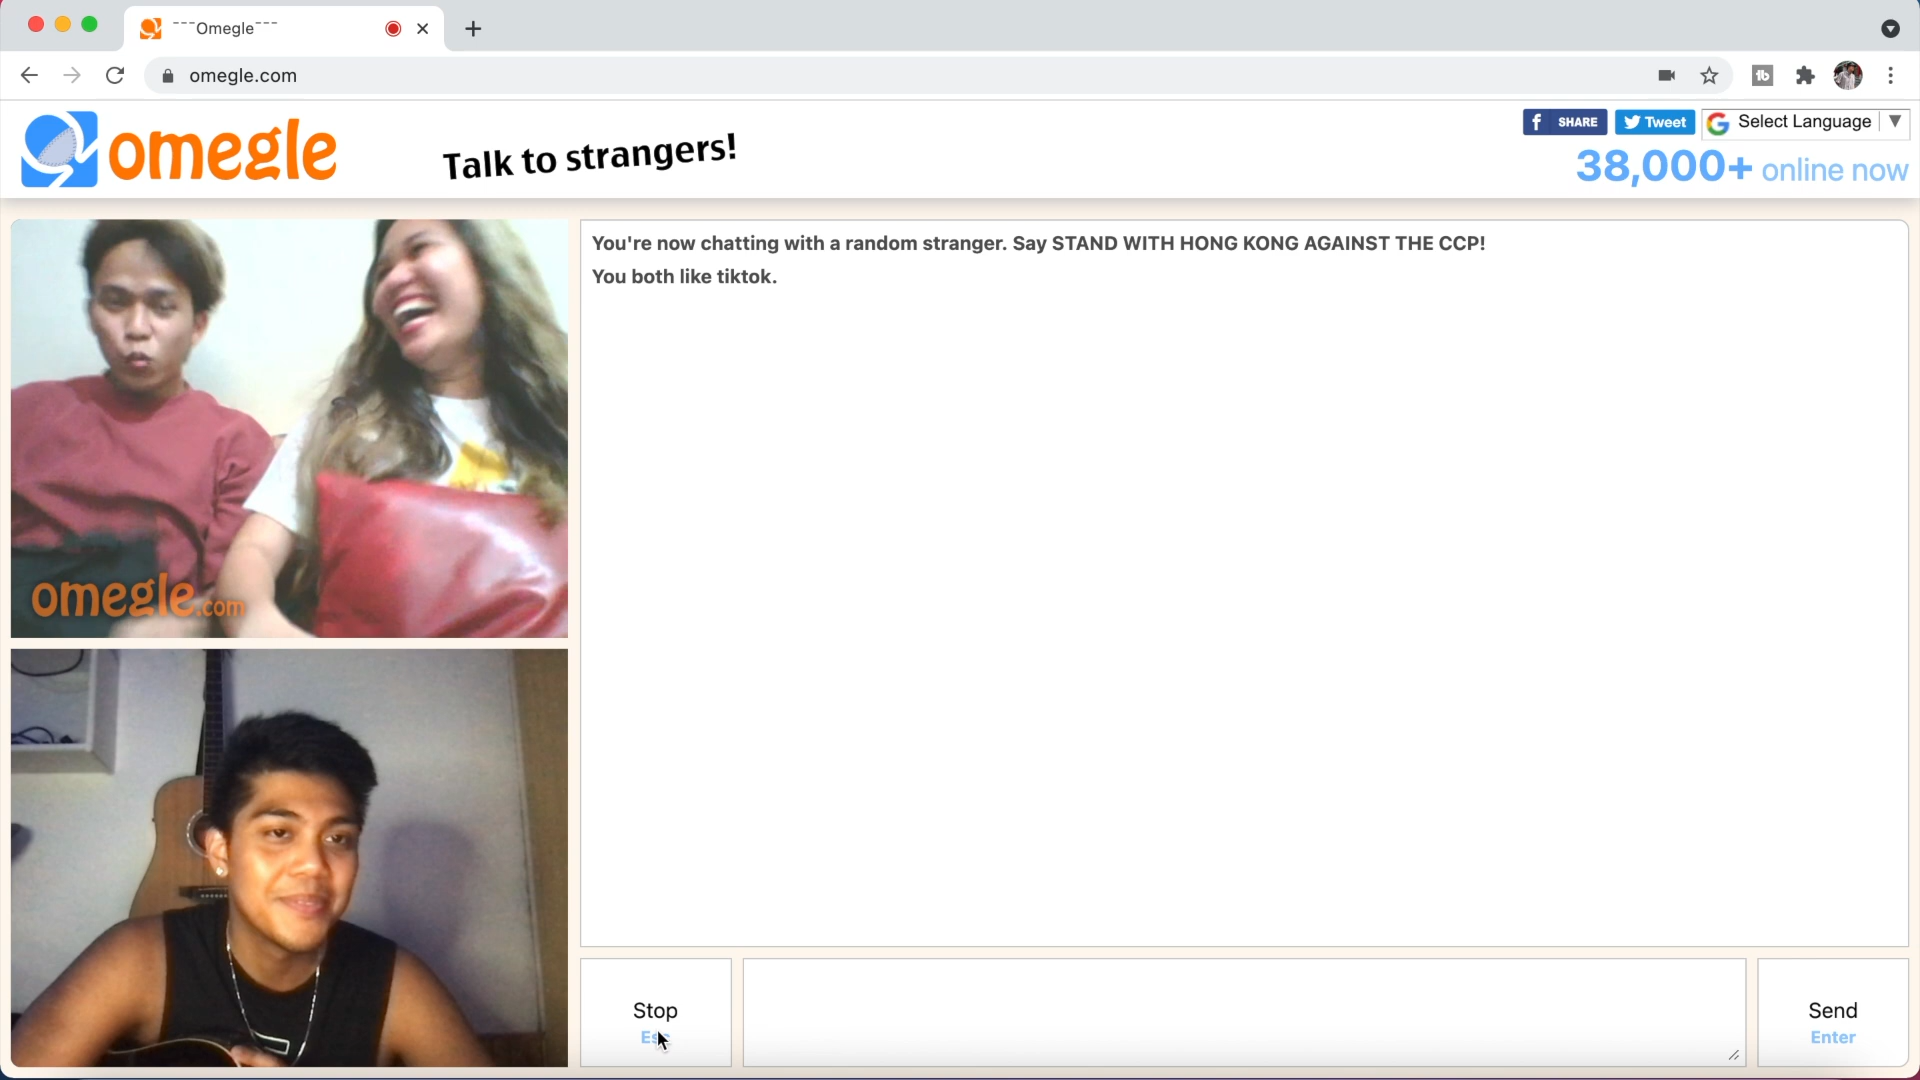 ---Omegle---
omegle.com
omegle
Talk to strangers!
SHARE
Tweet
Select Language
38,000+ online now
You're now chatting with a random stranger. Say STAND WITH HONG KONG AGAINST THE CCP!
You both like tiktok.
omegle.com
Stop
Send
Enter